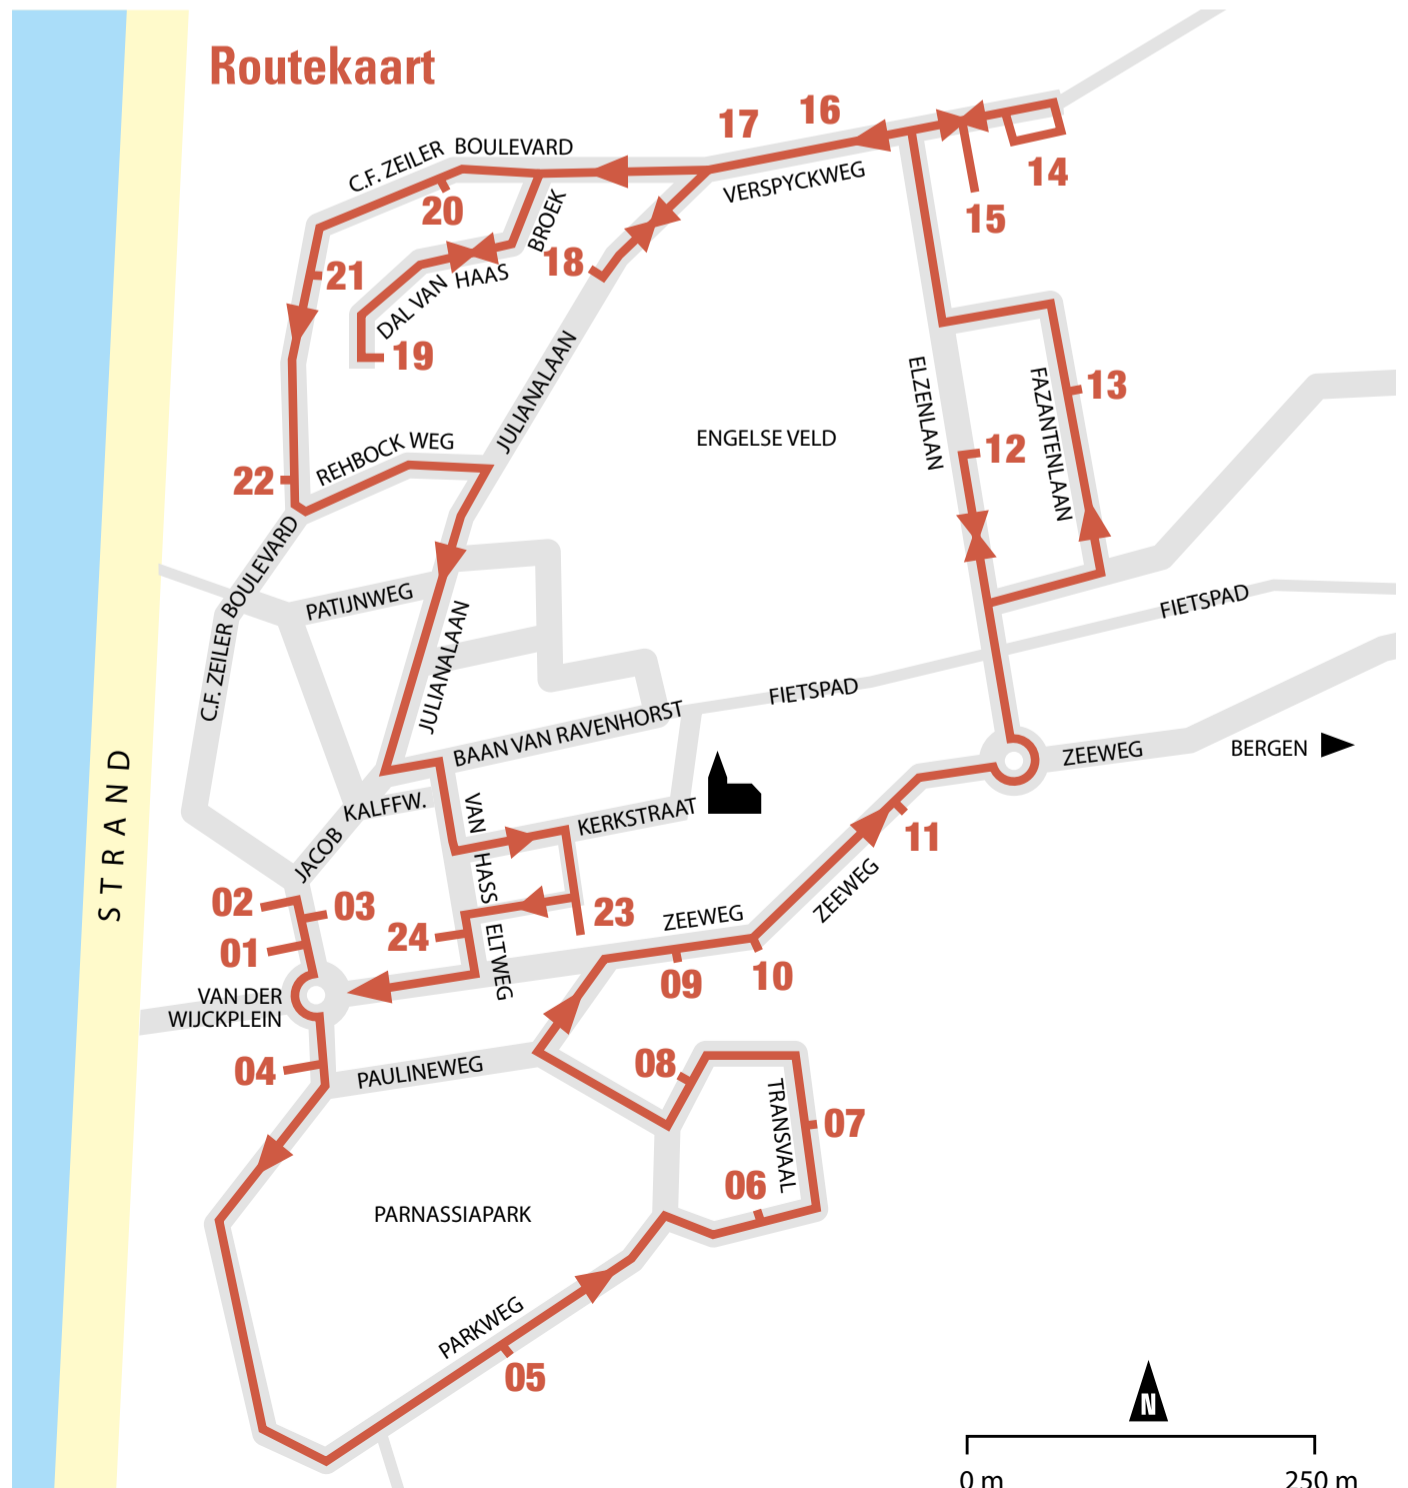 Routekaart
17
16
C.F. ZEILER BOULEVARD
VERSPYCKWEG
14
15
20
BROEK
18
21
DAL VAN HAAS
19
JULIANALAAN
ELZENLAAN
FAZANTENLAAN
13
ENGELSE VELD
12
REHBOCK WEG
22
C.F. ZEILER BOULEVARD
PATIJNWEG
JULIANALAAN
FIETSPAD
FIETSPAD
BAAN VAN RAVENHORST
ZEEWEG
BERGEN
STRAND
JACOB KALFFW.
VAN HASSELTWEG
KERKSTRAAT
11
02
03
01
23
24
ZEEWEG
ZEEWEG
09
10
VAN DER
WIJCKPLEIN
04
PAULINEWEG
08
TRANSVAAL
07
06
PARNASSIAPARK
PARKWEG
05
N
0 m
250 m